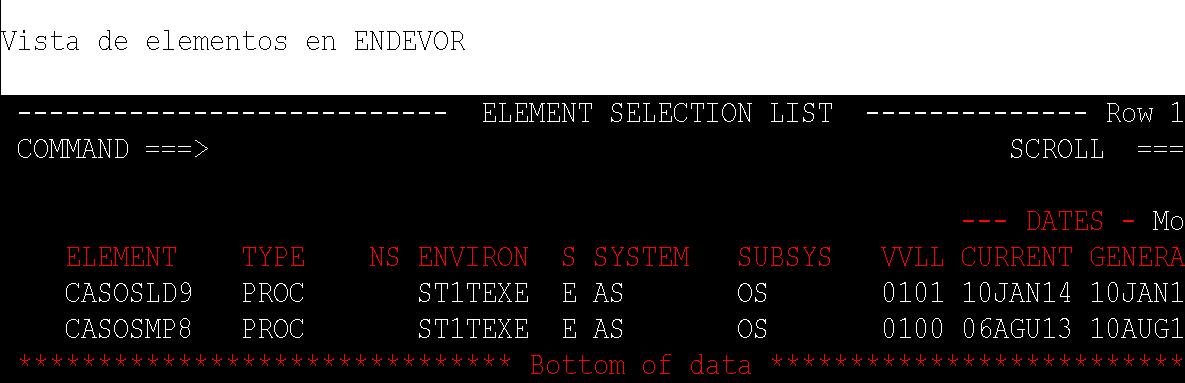 Vista de elementos en ENDEVOR
--------------------------- ELEMENT SELECTION LIST -------------- Row 1
COMMAND ===> SCROLL ===
--- DATES - Mo
ELEMENT TYPE NS ENVIRON S SYSTEM SUBSYS VVLL CURRENT GENERA
CASOSLD9 PROC ST1TEXE E AS OS 0101 10JAN14 10JAN1
CASOSMP8 PROC ST1TEXE E AS OS 0100 06AGU13 10AUG1
******************************* Bottom of data **************************